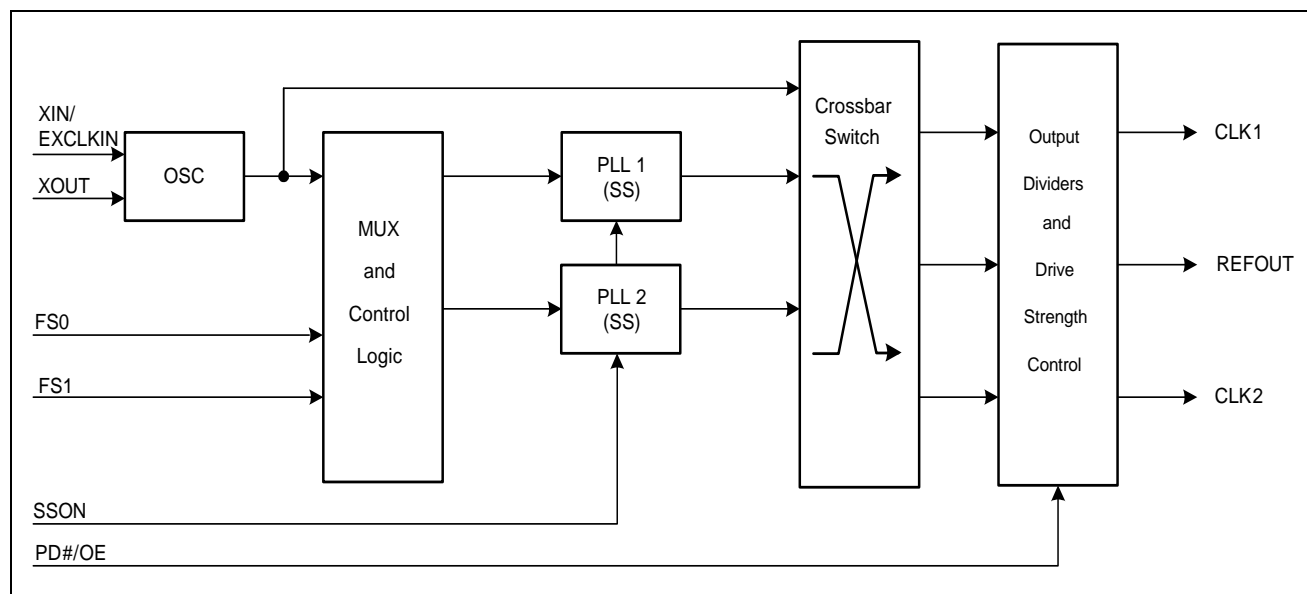 XIN/
EXCLKIN
XOUT
OSC
FS0
FS1
SSON
PD#/OE
MUX
and
Control
Logic
PLL 1
(SS)
PLL 2
(SS)
Crossbar
Switch
Output
Dividers
and
Drive
Strength
Control
CLK1
REFOUT
CLK2